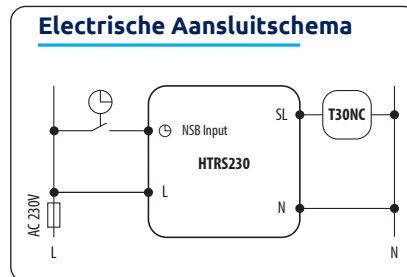 Electrische Aansluitschema
NSB Input
SL
T30NC
HTRS230
L
N
AC 230V
L
N